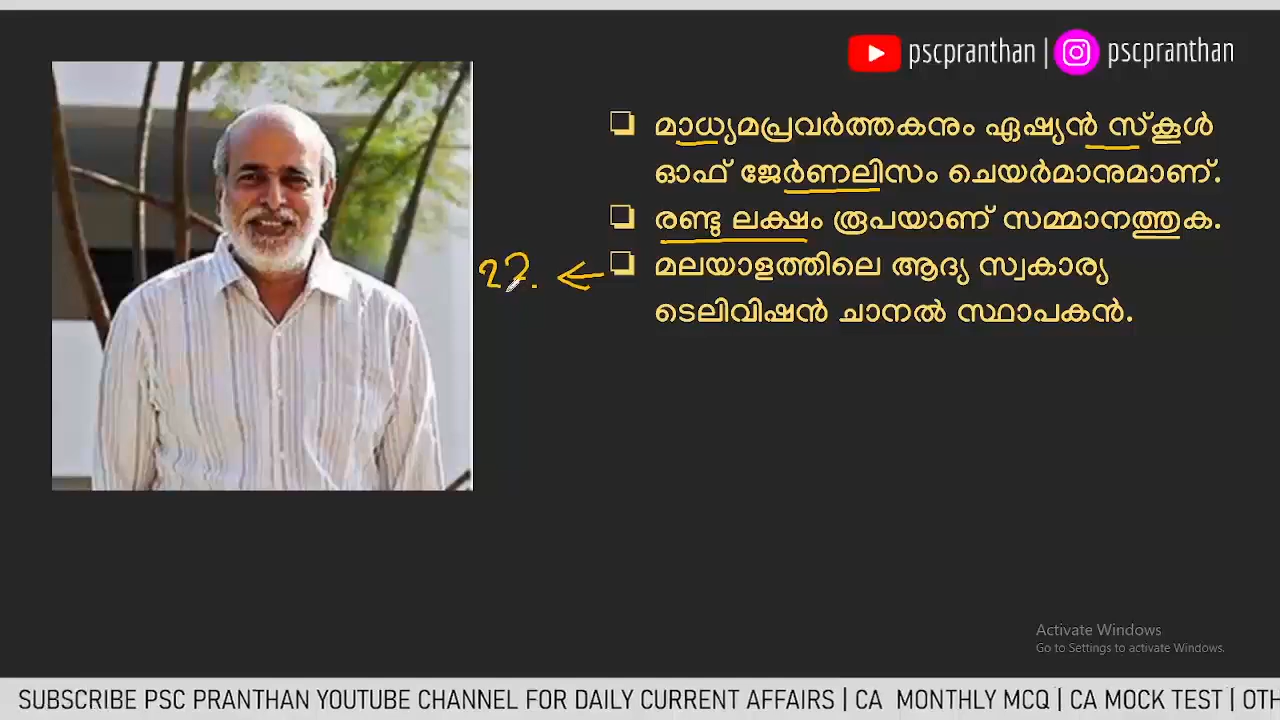 pscpranthan | pscpranthan
മാധ്യമപ്രവർത്തകനും ഏഷ്യൻ സ്കൂൾ
ഓഫ് ജേർണലിസം ചെയർമാനുമാണ്.
രണ്ടു ലക്ഷം രൂപയാണ് സമ്മാനത്തുക.
27. ←
മലയാളത്തിലെ ആദ്യ സ്വകാര്യ
ടെലിവിഷൻ ചാനൽ സ്ഥാപകൻ.
Activate Windows
Go to Settings to activate Windows.
SUBSCRIBE PSC PRANTHAN YOUTUBE CHANNEL FOR DAILY CURRENT AFFAIRS | CA MONTHLY MCQ | CA MOCK TEST | OTH